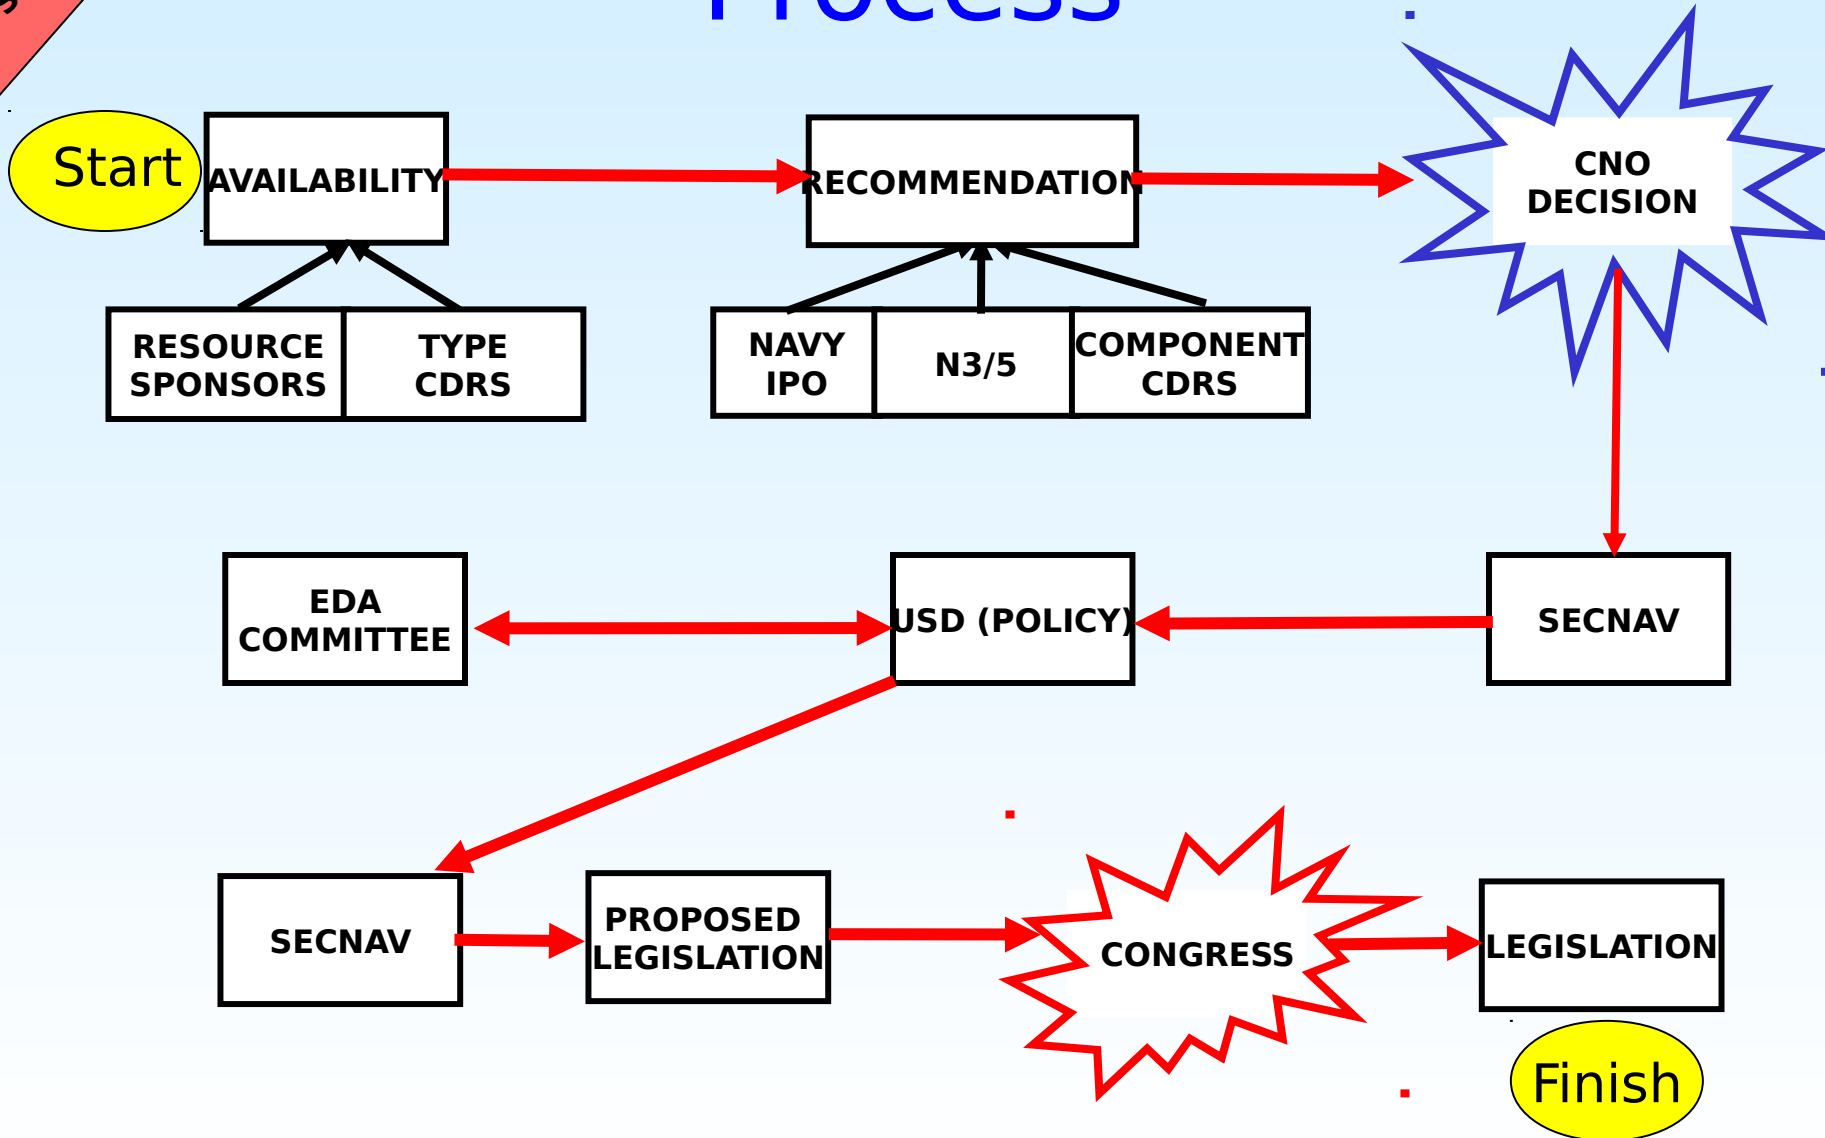 Process
Start
AVAILABILITY
RECOMMENDATION
CNO
DECISION
RESOURCE
SPONSORS
TYPE
CDRS
NAVY
IPO
N3/5
COMPONENT
CDRS
EDA
COMMITTEE
USD (POLICY)
SECNAV
SECNAV
PROPOSED
LEGISLATION
CONGRESS
LEGISLATION
Finish